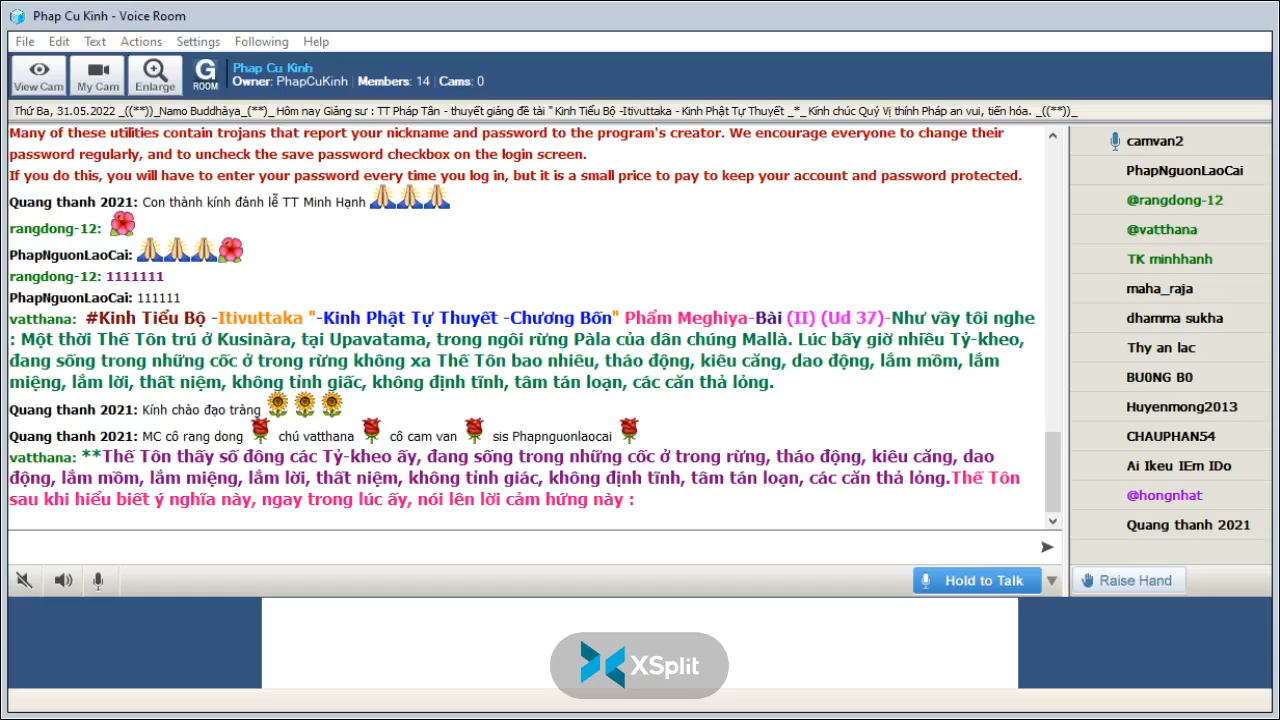 Phap Cu Kinh - Voice Room
File Edit Text Actions Settings Following Help
View Cam My Cam Enlarge G ROOM
Phap Cu Kinh
Owner: PhapCuKinh Members: 14 Cams: 0
Thứ Ba, 31.05.2022 _((**))_Namo Buddhàya_(**)_ Hôm nay Giảng sư : TT Pháp Tân - thuyết giảng đề tài " Kinh Tiểu Bộ -Itivuttaka - Kinh Phật Tự Thuyết _*_ Kính chúc Quý Vị thính Pháp an vui, tiến hóa. _((**))_
Many of these utilities contain trojans that report your nickname and password to the program's creator. We encourage everyone to change their
password regularly, and to uncheck the save password checkbox on the login screen.
If you do this, you will have to enter your password every time you log in, but it is a small price to pay to keep your account and password protected.
Quang thanh 2021: Con thành kính đảnh lễ TT Minh Hạnh
rangdong-12:
PhapNguonLaoCai:
rangdong-12: 1111111
PhapNguonLaoCai: 111111
vatthana: #Kinh Tiểu Bộ -Itivuttaka "-Kinh Phật Tự Thuyết -Chương Bốn" Phẩm Meghiya-Bài (II) (Ud 37)-Như vầy tôi nghe
: Một thời Thế Tôn trú ở Kusinàra, tại Upavatama, trong ngôi rừng Pàla của dân chúng Mallà. Lúc bấy giờ nhiều Tỷ-kheo,
đang sống trong những cốc ở trong rừng không xa Thế Tôn bao nhiêu, tháo động, kiêu căng, dao động, lắm mồm, lắm
miệng, lắm lời, thất niệm, không tỉnh giấc, không định tĩnh, tâm tán loạn, các căn thả lỏng.
Quang thanh 2021: Kính chào đạo tràng
Quang thanh 2021: MC cô rang dong chú vatthana cô cam van sis Phapnguonlaocai
vatthana: **Thế Tôn thấy số đông các Tỷ-kheo ấy, đang sống trong những cốc ở trong rừng, tháo động, kiêu căng, dao
động, lắm mồm, lắm miệng, lắm lời, thất niệm, không tỉnh giác, không định tĩnh, tâm tán loạn, các căn thả lỏng.Thế Tôn
sau khi hiểu biết ý nghĩa này, ngay trong lúc ấy, nói lên lời cảm hứng này :
camvan2
PhapNguonLaoCai
@rangdong-12
@vatthana
TK minhhanh
maha_raja
dhamma sukha
Thy an lac
BU0NG B0
Huyenmong2013
CHAUPHAN54
Ai Ikeu IEm IDo
@hongnhat
Quang thanh 2021
Hold to Talk
Raise Hand
XSplit